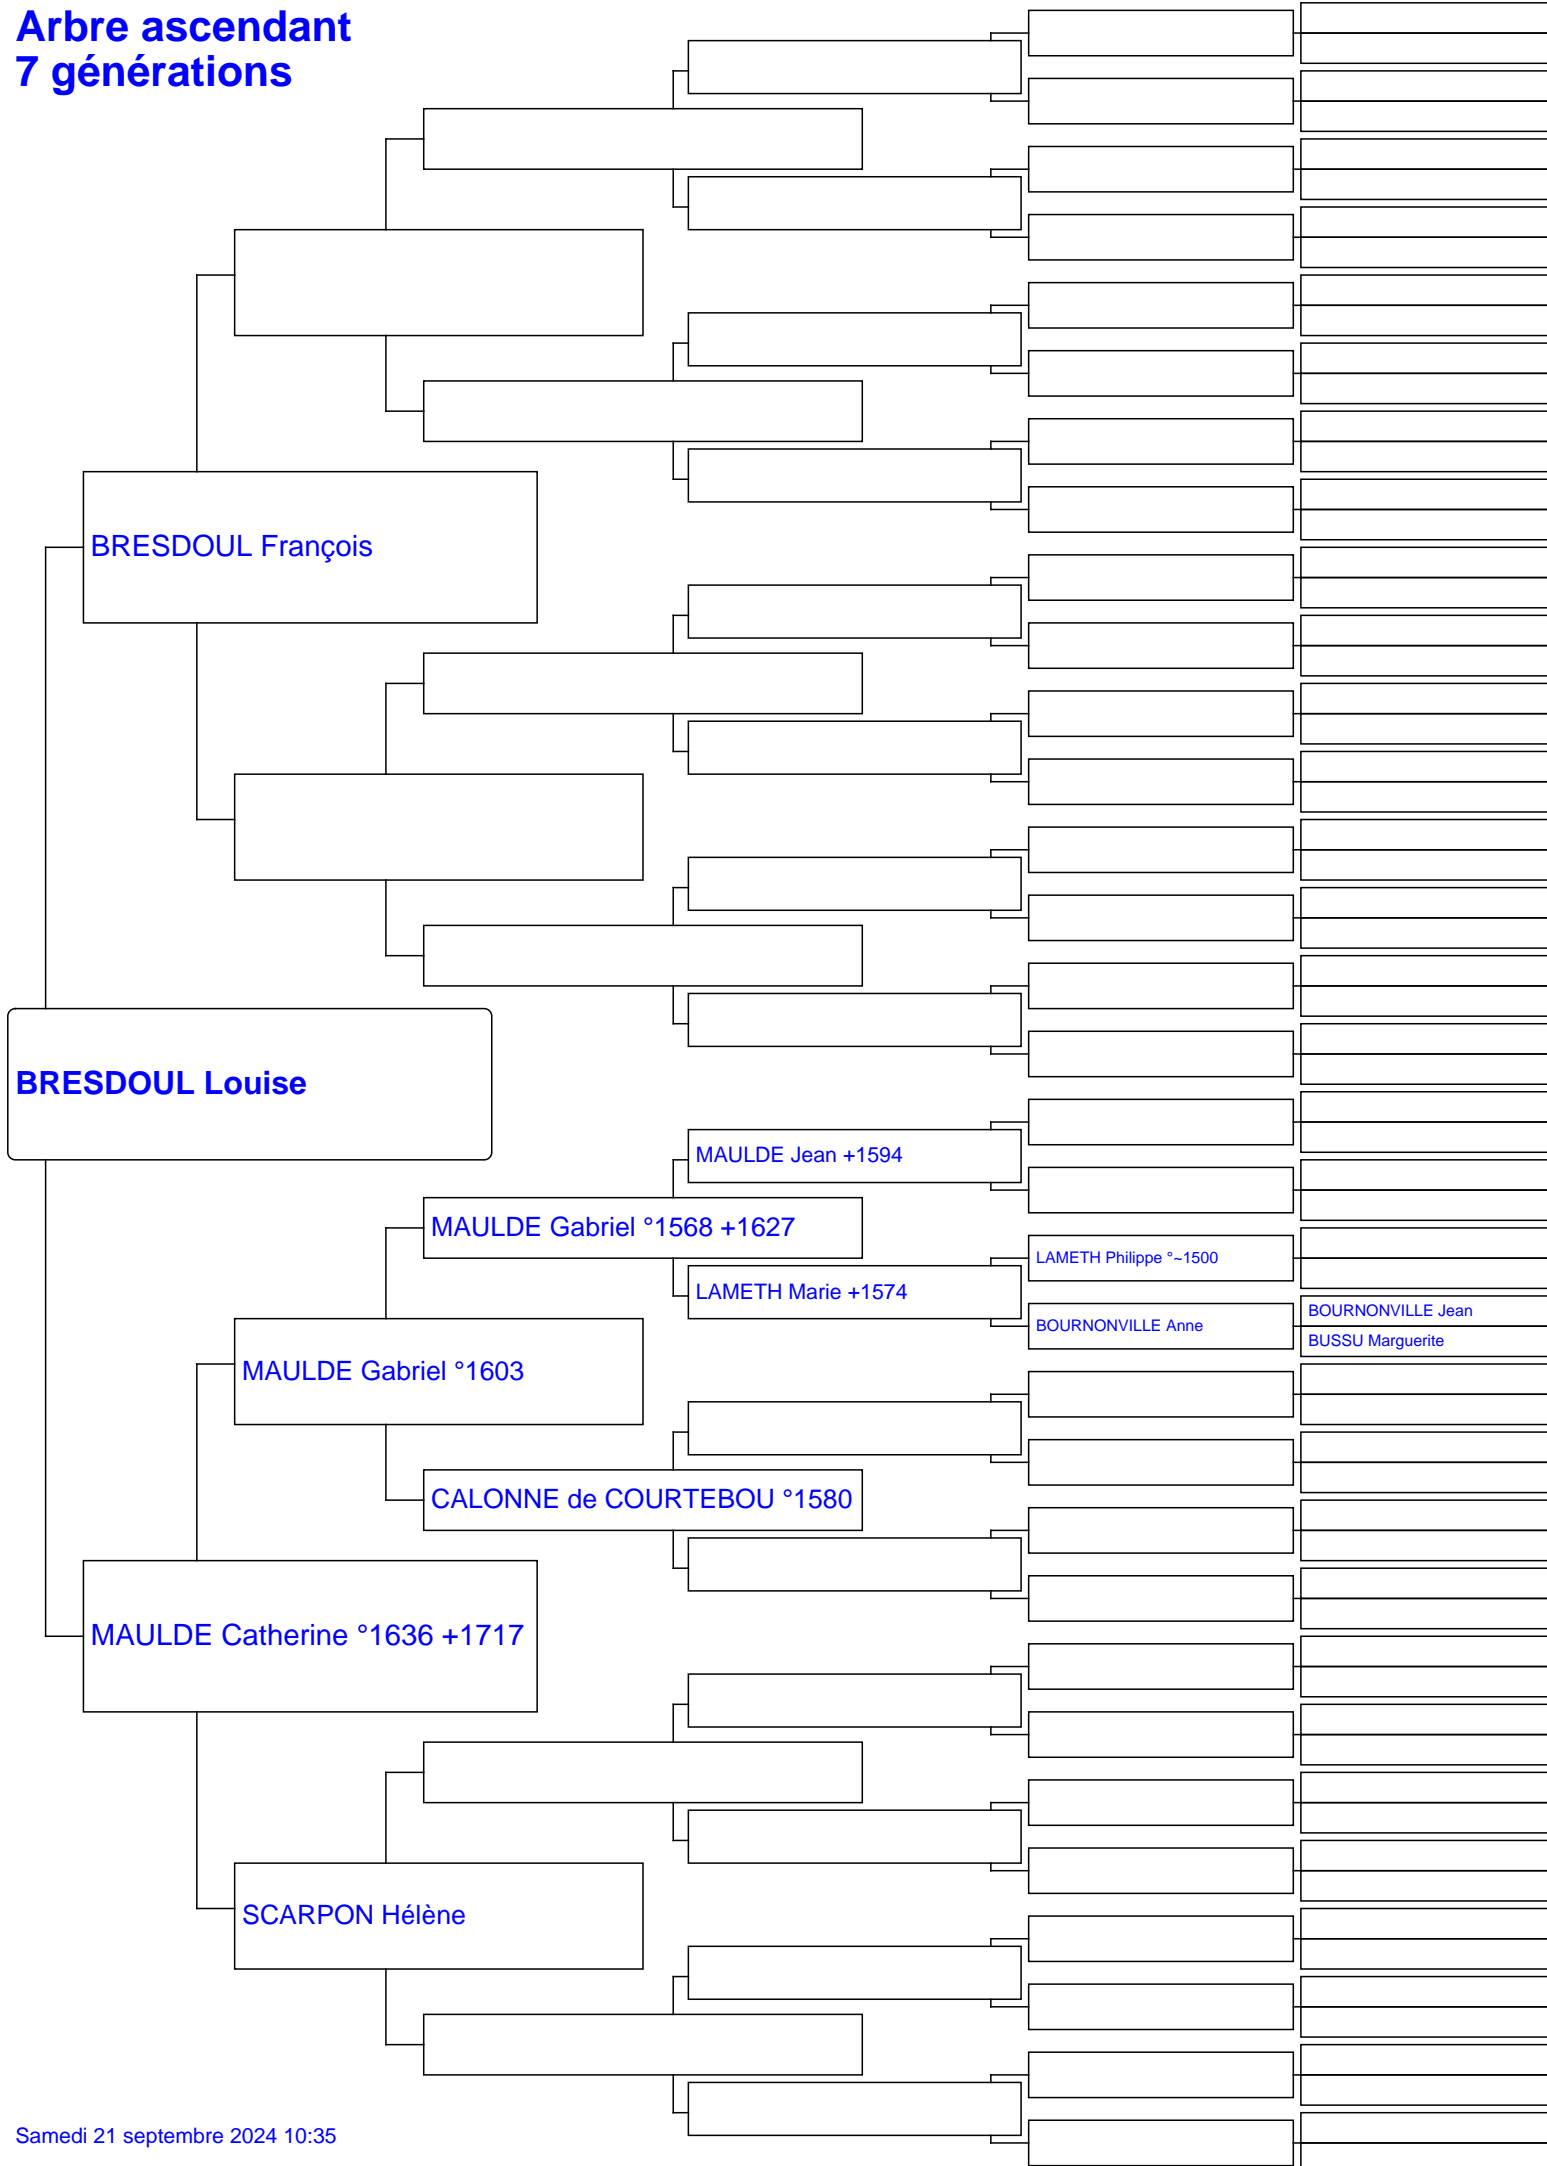 Arbre ascendant
7 générations
BRESDOUL François
BRESDOUL Louise
MAULDE Jean +1594
MAULDE Gabriel °1568 +1627
LAMETH Philippe °~1500
LAMETH Marie +1574
BOURNONVILLE Jean
BOURNONVILLE Anne
BUSSU Marguerite
MAULDE Gabriel °1603
CALONNE de COURTEBOU °1580
MAULDE Catherine °1636 +1717
SCARPON Hélène
Samedi 21 septembre 2024 10:35